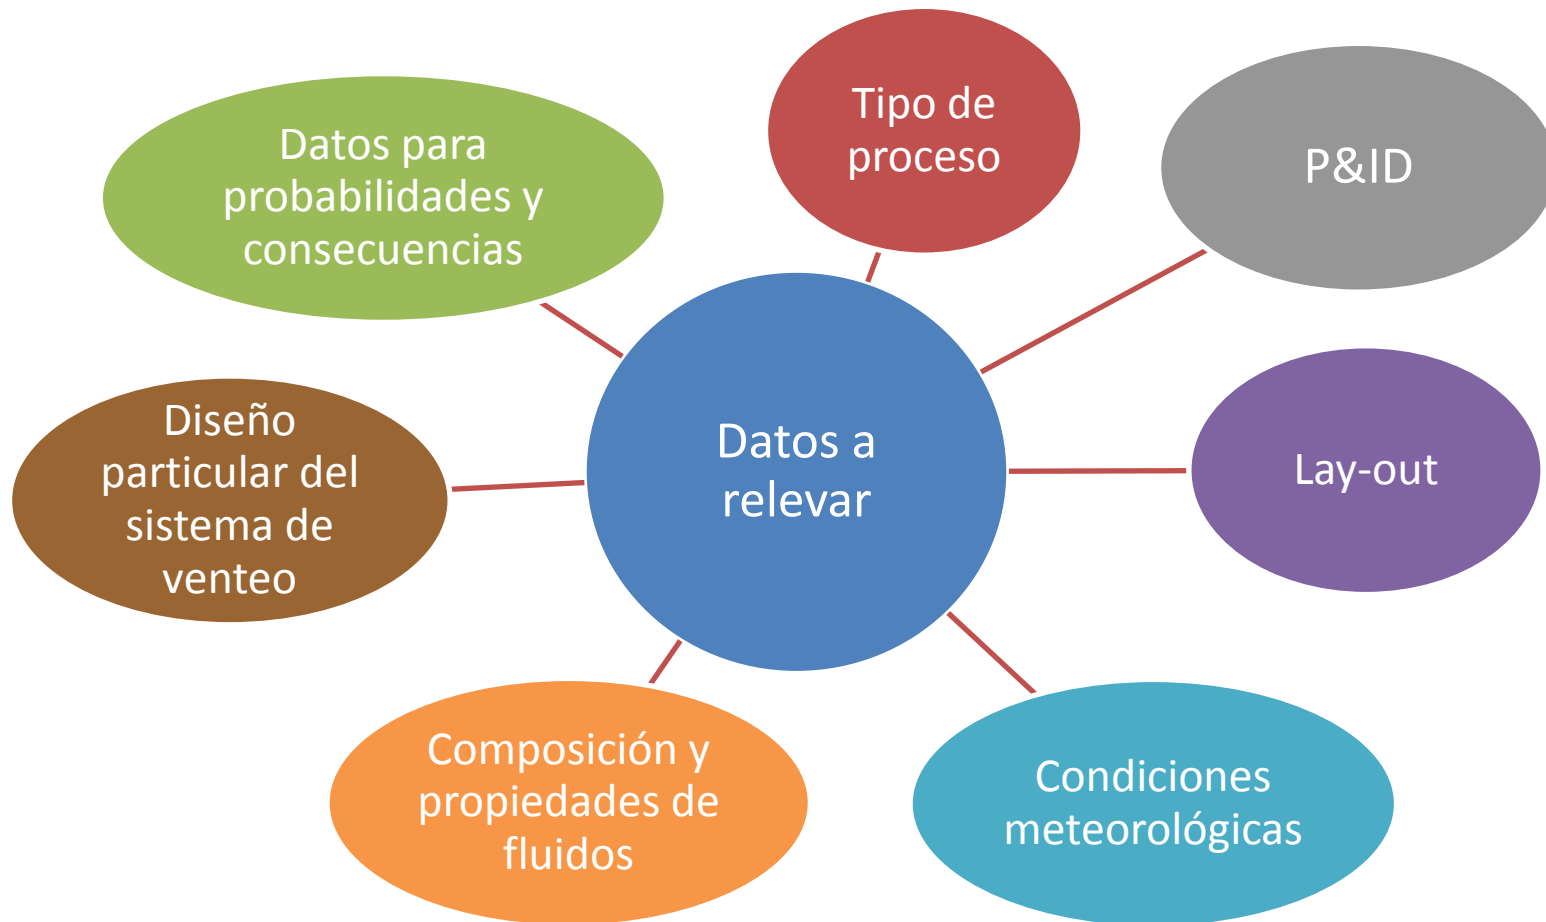 Tipo de
proceso
P&ID
Datos para
probabilidades y
consecuencias
Datos a
relevar
Lay-out
Diseño
particular del
sistema de
venteo
Composición y
propiedades de
fluidos
Condiciones
meteorológicas